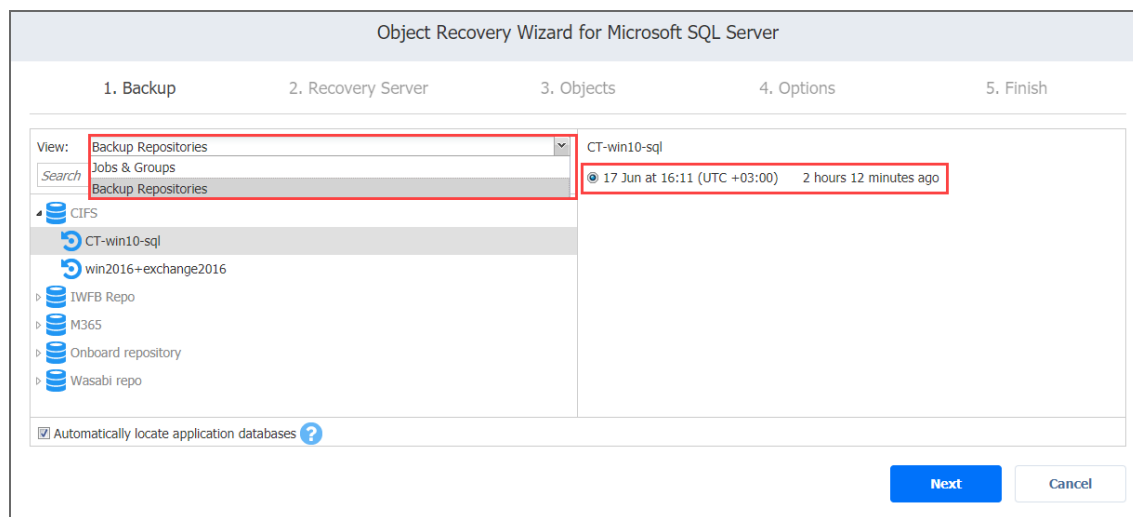 Object Recovery Wizard for Microsoft SQL Server
1. Backup 2. Recovery Server 3. Objects 4. Options 5. Finish
View: Backup Repositories
Jobs & Groups
Search
Backup Repositories
CIFS
CT-win10-sql
win2016+exchange2016
IWFB Repo
M365
Onboard repository
Wasabi repo
CT-win10-sql
17 Jun at 16:11 (UTC +03:00) 2 hours 12 minutes ago
Automatically locate application databases ?
Next Cancel